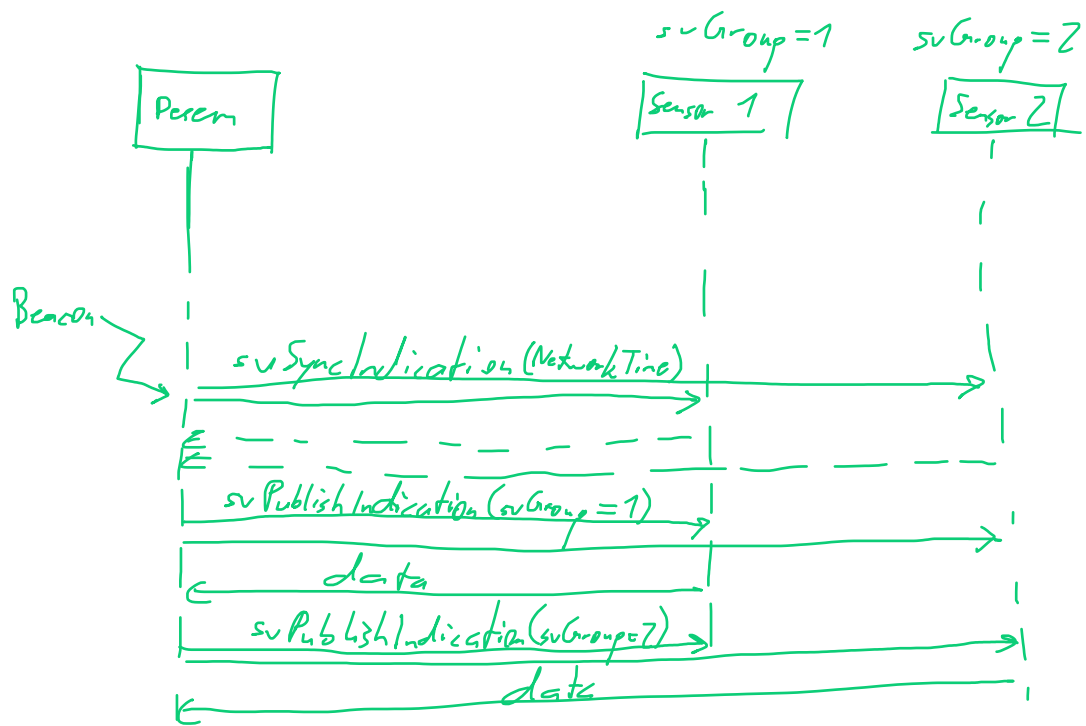 svGroup=1
svGroup=2
Perem
Sensor 1
Sensor 2
Beacon
svSyncIndication(NetworkTime)
svPublishIndication(svGroup=1)
data
svPublishIndication(svGroup=2)
data